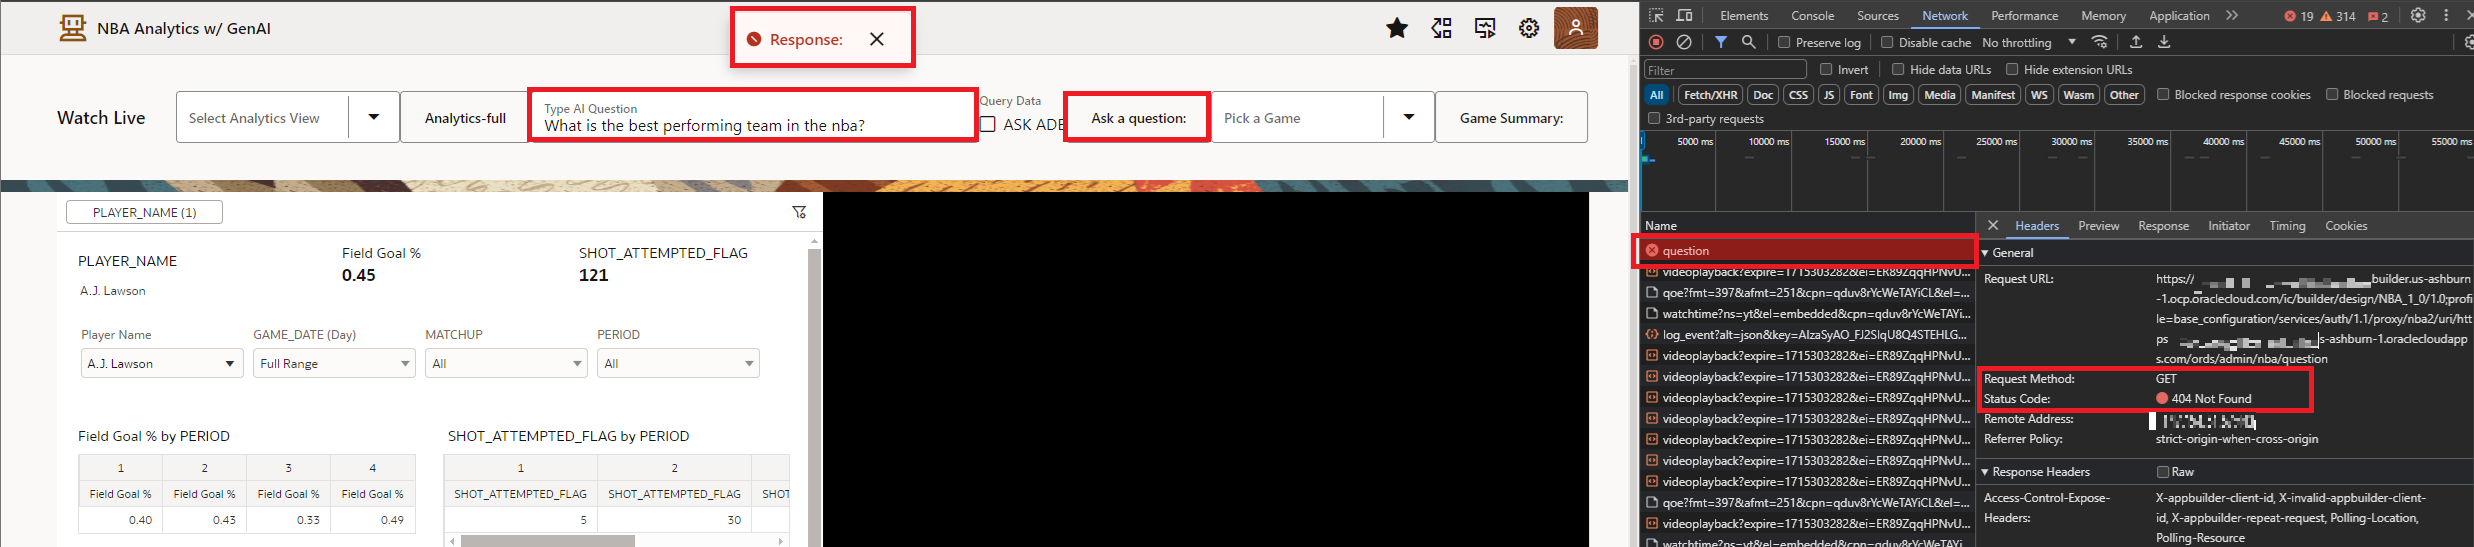 NBA Analytics w/ GenAI
Response:
Watch Live
Select Analytics View
Analytics-full
Type AI Question
What is the best performing team in the nba?
Query Data
ASK ADB
Ask a question:
Pick a Game
Game Summary:
PLAYER_NAME (1)
PLAYER_NAME
A.J. Lawson
Field Goal %
0.45
SHOT_ATTEMPTED_FLAG
121
Player Name
A.J. Lawson
GAME_DATE (Day)
Full Range
MATCHUP
All
PERIOD
All
Field Goal % by PERIOD
1 2 3 4
Field Goal % Field Goal % Field Goal % Field Goal %
0.40 0.43 0.33 0.49
SHOT_ATTEMPTED_FLAG by PERIOD
1 2
SHOT_ATTEMPTED_FLAG SHOT_ATTEMPTED_FLAG SHOT
5 30
Elements Console Sources Network Performance Memory Application 19 314 2
Preserve log Disable cache No throttling
Filter Invert Hide data URLs Hide extension URLs
All Fetch/XHR Doc CSS JS Font Img Media Manifest WS Wasm Other Blocked response cookies Blocked requests
3rd-party requests
5000 ms 10000 ms 15000 ms 20000 ms 25000 ms 30000 ms 35000 ms 40000 ms 45000 ms 50000 ms 55000 ms
Name
question
videoplayback?expire=1715303282&ei=ER89ZqqHPNvU...
qoe?fmt=397&afmt=251&cpn=qduv8rYcWeTAYiCL&el=...
watchtime?ns=yt&el=embedded&cpn=qduv8rYcWeTAYi...
log_event?alt=json&key=AIzaSyAO_FJ2SlqU8Q4STEHLG...
videoplayback?expire=1715303282&ei=ER89ZqqHPNvU...
videoplayback?expire=1715303282&ei=ER89ZqqHPNvU...
videoplayback?expire=1715303282&ei=ER89ZqqHPNvU...
videoplayback?expire=1715303282&ei=ER89ZqqHPNvU...
videoplayback?expire=1715303282&ei=ER89ZqqHPNvU...
videoplayback?expire=1715303282&ei=ER89ZqqHPNvU...
videoplayback?expire=1715303282&ei=ER89ZqqHPNvU...
qoe?fmt=397&afmt=251&cpn=qduv8rYcWeTAYiCL&el=...
videoplayback?expire=1715303282&ei=ER89ZqqHPNvU...
watchtime?ns=yt&el=embedded&cpn=qduv8rYcWeTAYi
Headers Preview Response Initiator Timing Cookies
General
Request URL:
https:// builder.us-ashburn
-1.ocp.oraclecloud.com/ic/builder/design/NBA_1_0/1.0;profi
le=base_configuration/services/auth/1.1/proxy/nba2/uri/htt
ps s-ashburn-1.oraclecloudapp
s.com/ords/admin/nba/question
Request Method: GET
Status Code: 404 Not Found
Remote Address:
Referrer Policy: strict-origin-when-cross-origin
Response Headers Raw
Access-Control-Expose-Headers:
X-appbuilder-client-id, X-invalid-appbuilder-client-
id, X-appbuilder-repeat-request, Polling-Location,
Polling-Resource